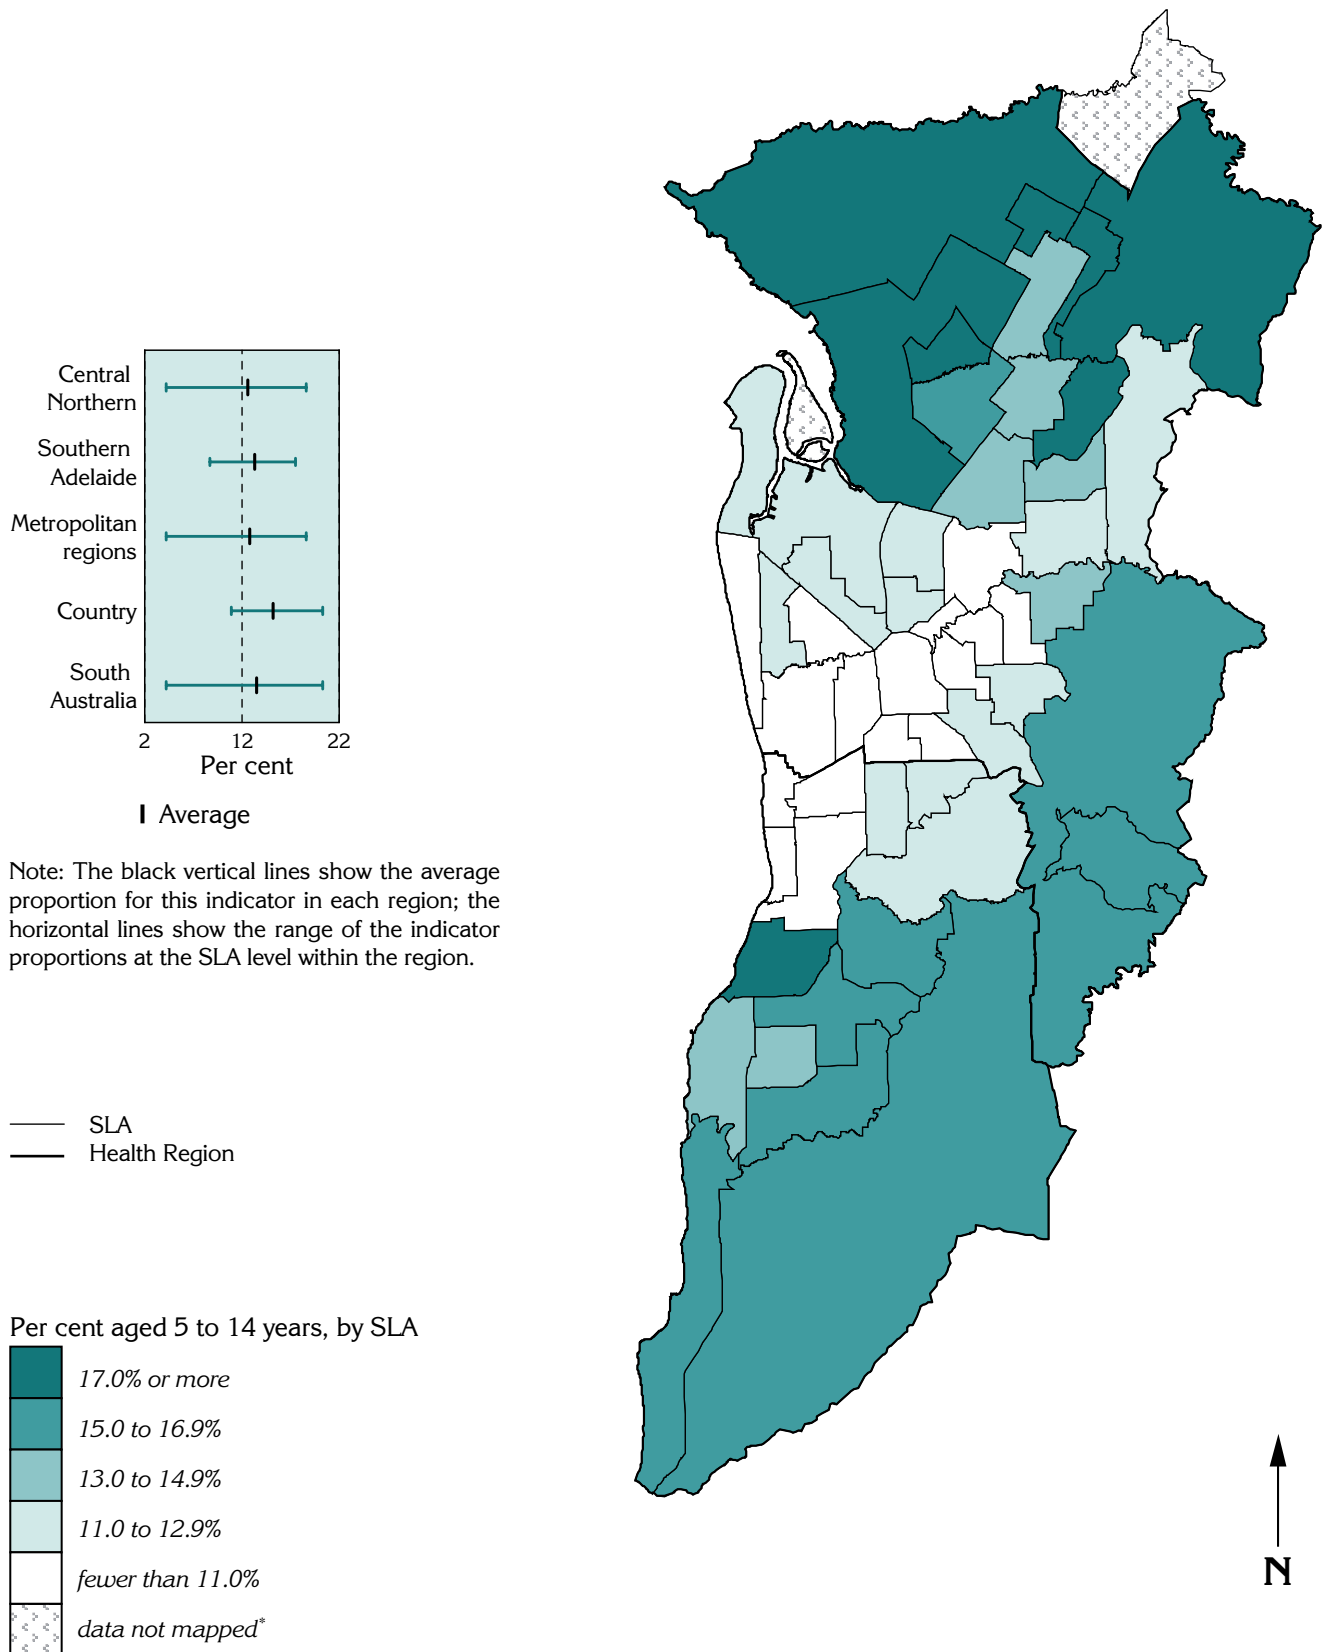 Central
Northern
Southern
Adelaide
Metropolitan
regions
Country
South
Australia
2 12 22
Per cent
Average
Note: The black vertical lines show the average
proportion for this indicator in each region; the
horizontal lines show the range of the indicator
proportions at the SLA level within the region.
SLA
Health Region
Per cent aged 5 to 14 years, by SLA
17.0% or more
15.0 to 16.9%
13.0 to 14.9%
11.0 to 12.9%
fewer than 11.0%
data not mapped*
N